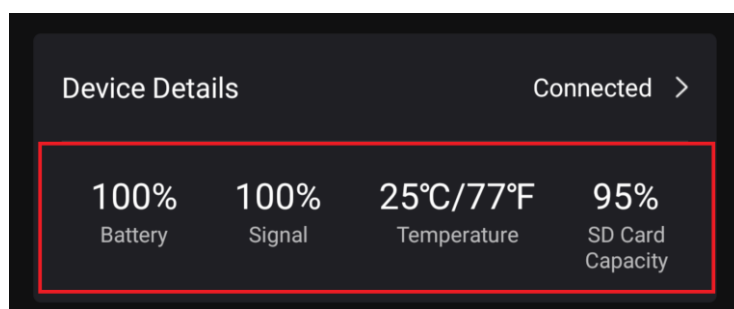 Device Details Connected >
100% 100% 25℃/77℉ 95%
Battery Signal Temperature SD Card
Capacity